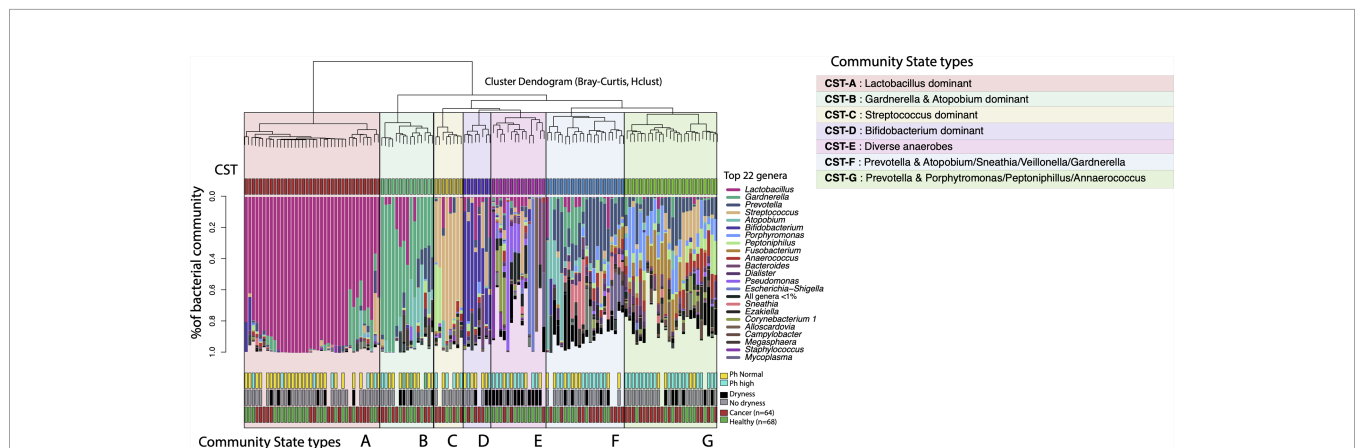 Cluster Dendogram (Bray-Curtis, Hclust)
CST
%of bacterial community
0.0
0.2
0.4
0.6
0.8
1.0
Top 22 genera
Lactobacillus
Gardnerella
Prevotella
Streptococcus
Atopobium
Bifidobacterium
Porphyromonas
Peptoniphilus
Fusobacterium
Anaerococcus
Bacteroides
Dialister
Pseudomonas
Escherichia–Shigella
All genera <1%
Sneathia
Ezakiella
Corynebacterium 1
Alloscardovia
Campylobacter
Megasphaera
Staphylococcus
Mycoplasma
Ph Normal
Ph high
Dryness
No dryness
Cancer (n=64)
Healthy (n=68)
Community State types A B C D E F G
Community State types
CST-A : Lactobacillus dominant
CST-B : Gardnerella & Atopobium dominant
CST-C : Streptococcus dominant
CST-D : Bifidobacterium dominant
CST-E : Diverse anaerobes
CST-F : Prevotella & Atopobium/Sneathia/Veillonella/Gardnerella
CST-G : Prevotella & Porphytromonas/Peptoniphillus/Annaerococcus